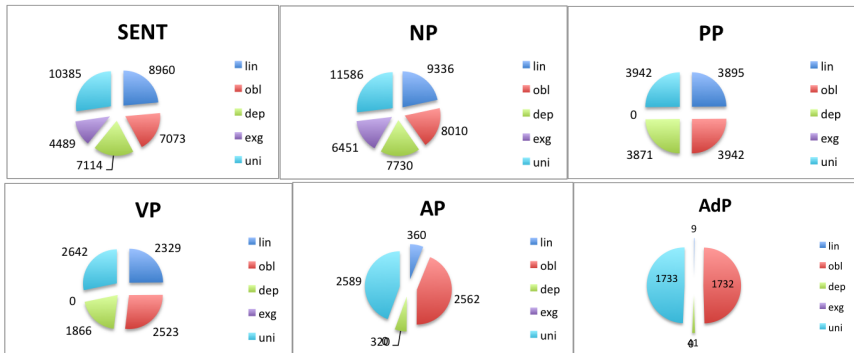 SENT
10385
8960
4489
7073
7114
lin
obl
dep
exg
uni
NP
11586
9336
6451
8010
7730
lin
obl
dep
exg
uni
PP
3942
3895
0
3871
3942
lin
obl
dep
exg
uni
VP
2642
2329
0
1866
2523
lin
obl
dep
exg
uni
AP
360
2589
2562
320
0
lin
obl
dep
exg
uni
AdP
9
1733
1732
41
lin
obl
dep
exg
uni